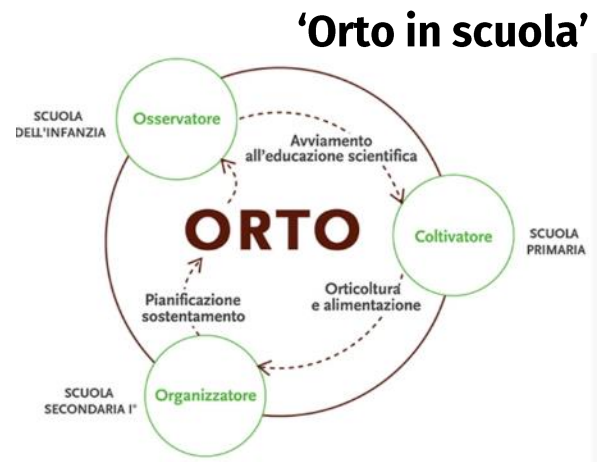 ‘Orto in scuola’
SCUOLA
DELL'INFANZIA
Osservatore
Avviamento
all'educazione scientifica
ORTO
Coltivatore
SCUOLA
PRIMARIA
Orticoltura
e alimentazione
Pianificazione
sostentamento
SCUOLA
SECONDARIA I°
Organizzatore